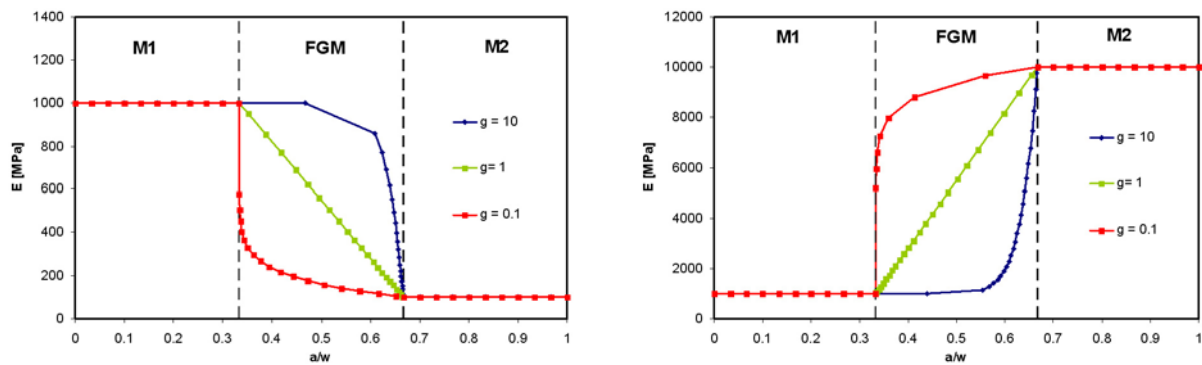 1400
1200
1000
800
600
400
200
0
E [MPa]
M1 FGM M2
g = 10
g= 1
g = 0.1
0 0.1 0.2 0.3 0.4 0.5 0.6 0.7 0.8 0.9 1
a/w
12000
10000
8000
6000
4000
2000
0
E [MPa]
M1 FGM M2
g = 10
g= 1
g = 0.1
0 0.1 0.2 0.3 0.4 0.5 0.6 0.7 0.8 0.9 1
a/w